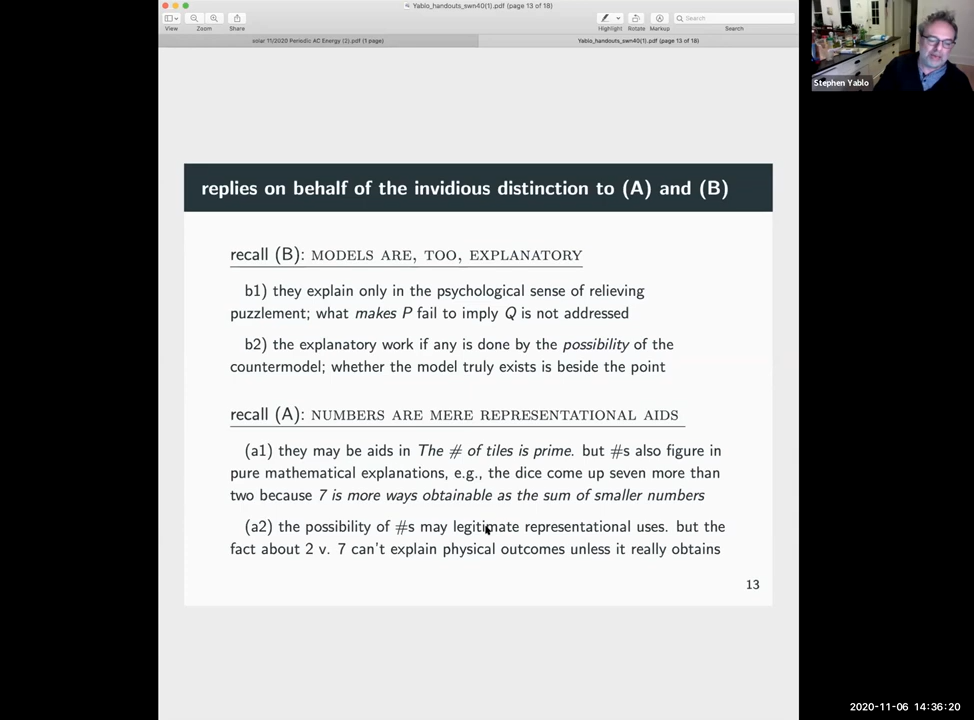 Yablo_handouts_swn40(1).pdf (page 13 of 18)
View
Zoom
Share
Highlight
Rotate
Markup
Search
Search
solar 11/2020 Periodic AC Energy (2).pdf (1 page)
Yablo_handouts_swn40(1).pdf (page 13 of 18)
Stephen Yablo
replies on behalf of the invidious distinction to (A) and (B)
recall (B): MODELS ARE, TOO, EXPLANATORY
b1) they explain only in the psychological sense of relieving
puzzlement; what makes P fail to imply Q is not addressed
b2) the explanatory work if any is done by the possibility of the
countermodel; whether the model truly exists is beside the point
recall (A): NUMBERS ARE MERE REPRESENTATIONAL AIDS
(a1) they may be aids in The # of tiles is prime. but #s also figure in
pure mathematical explanations, e.g., the dice come up seven more than
two because 7 is more ways obtainable as the sum of smaller numbers
(a2) the possibility of #s may legitimate representational uses. but the
fact about 2 v. 7 can't explain physical outcomes unless it really obtains
13
2020-11-06 14:36:20